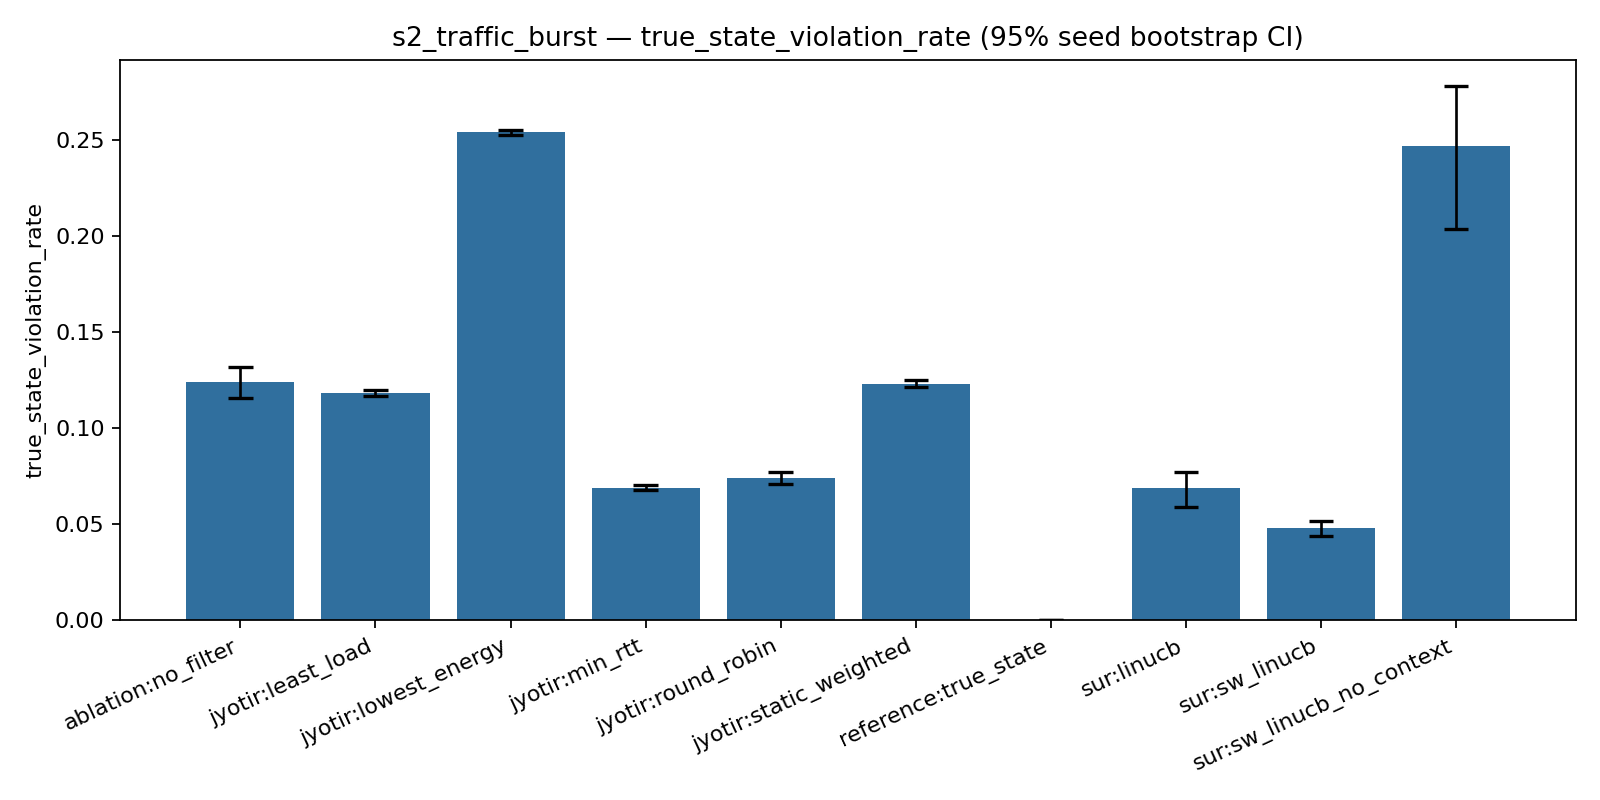 s2_traffic_burst — true_state_violation_rate (95% seed bootstrap CI)
true_state_violation_rate
0.25
0.20
0.15
0.10
0.05
0.00
ablation:no_filter
jyotir:least_load
jyotir:lowest_energy
jyotir:min_rtt
jyotir:round_robin
jyotir:static_weighted
reference:true_state
sur:linucb
sur:sw_linucb
sur:sw_linucb_no_context